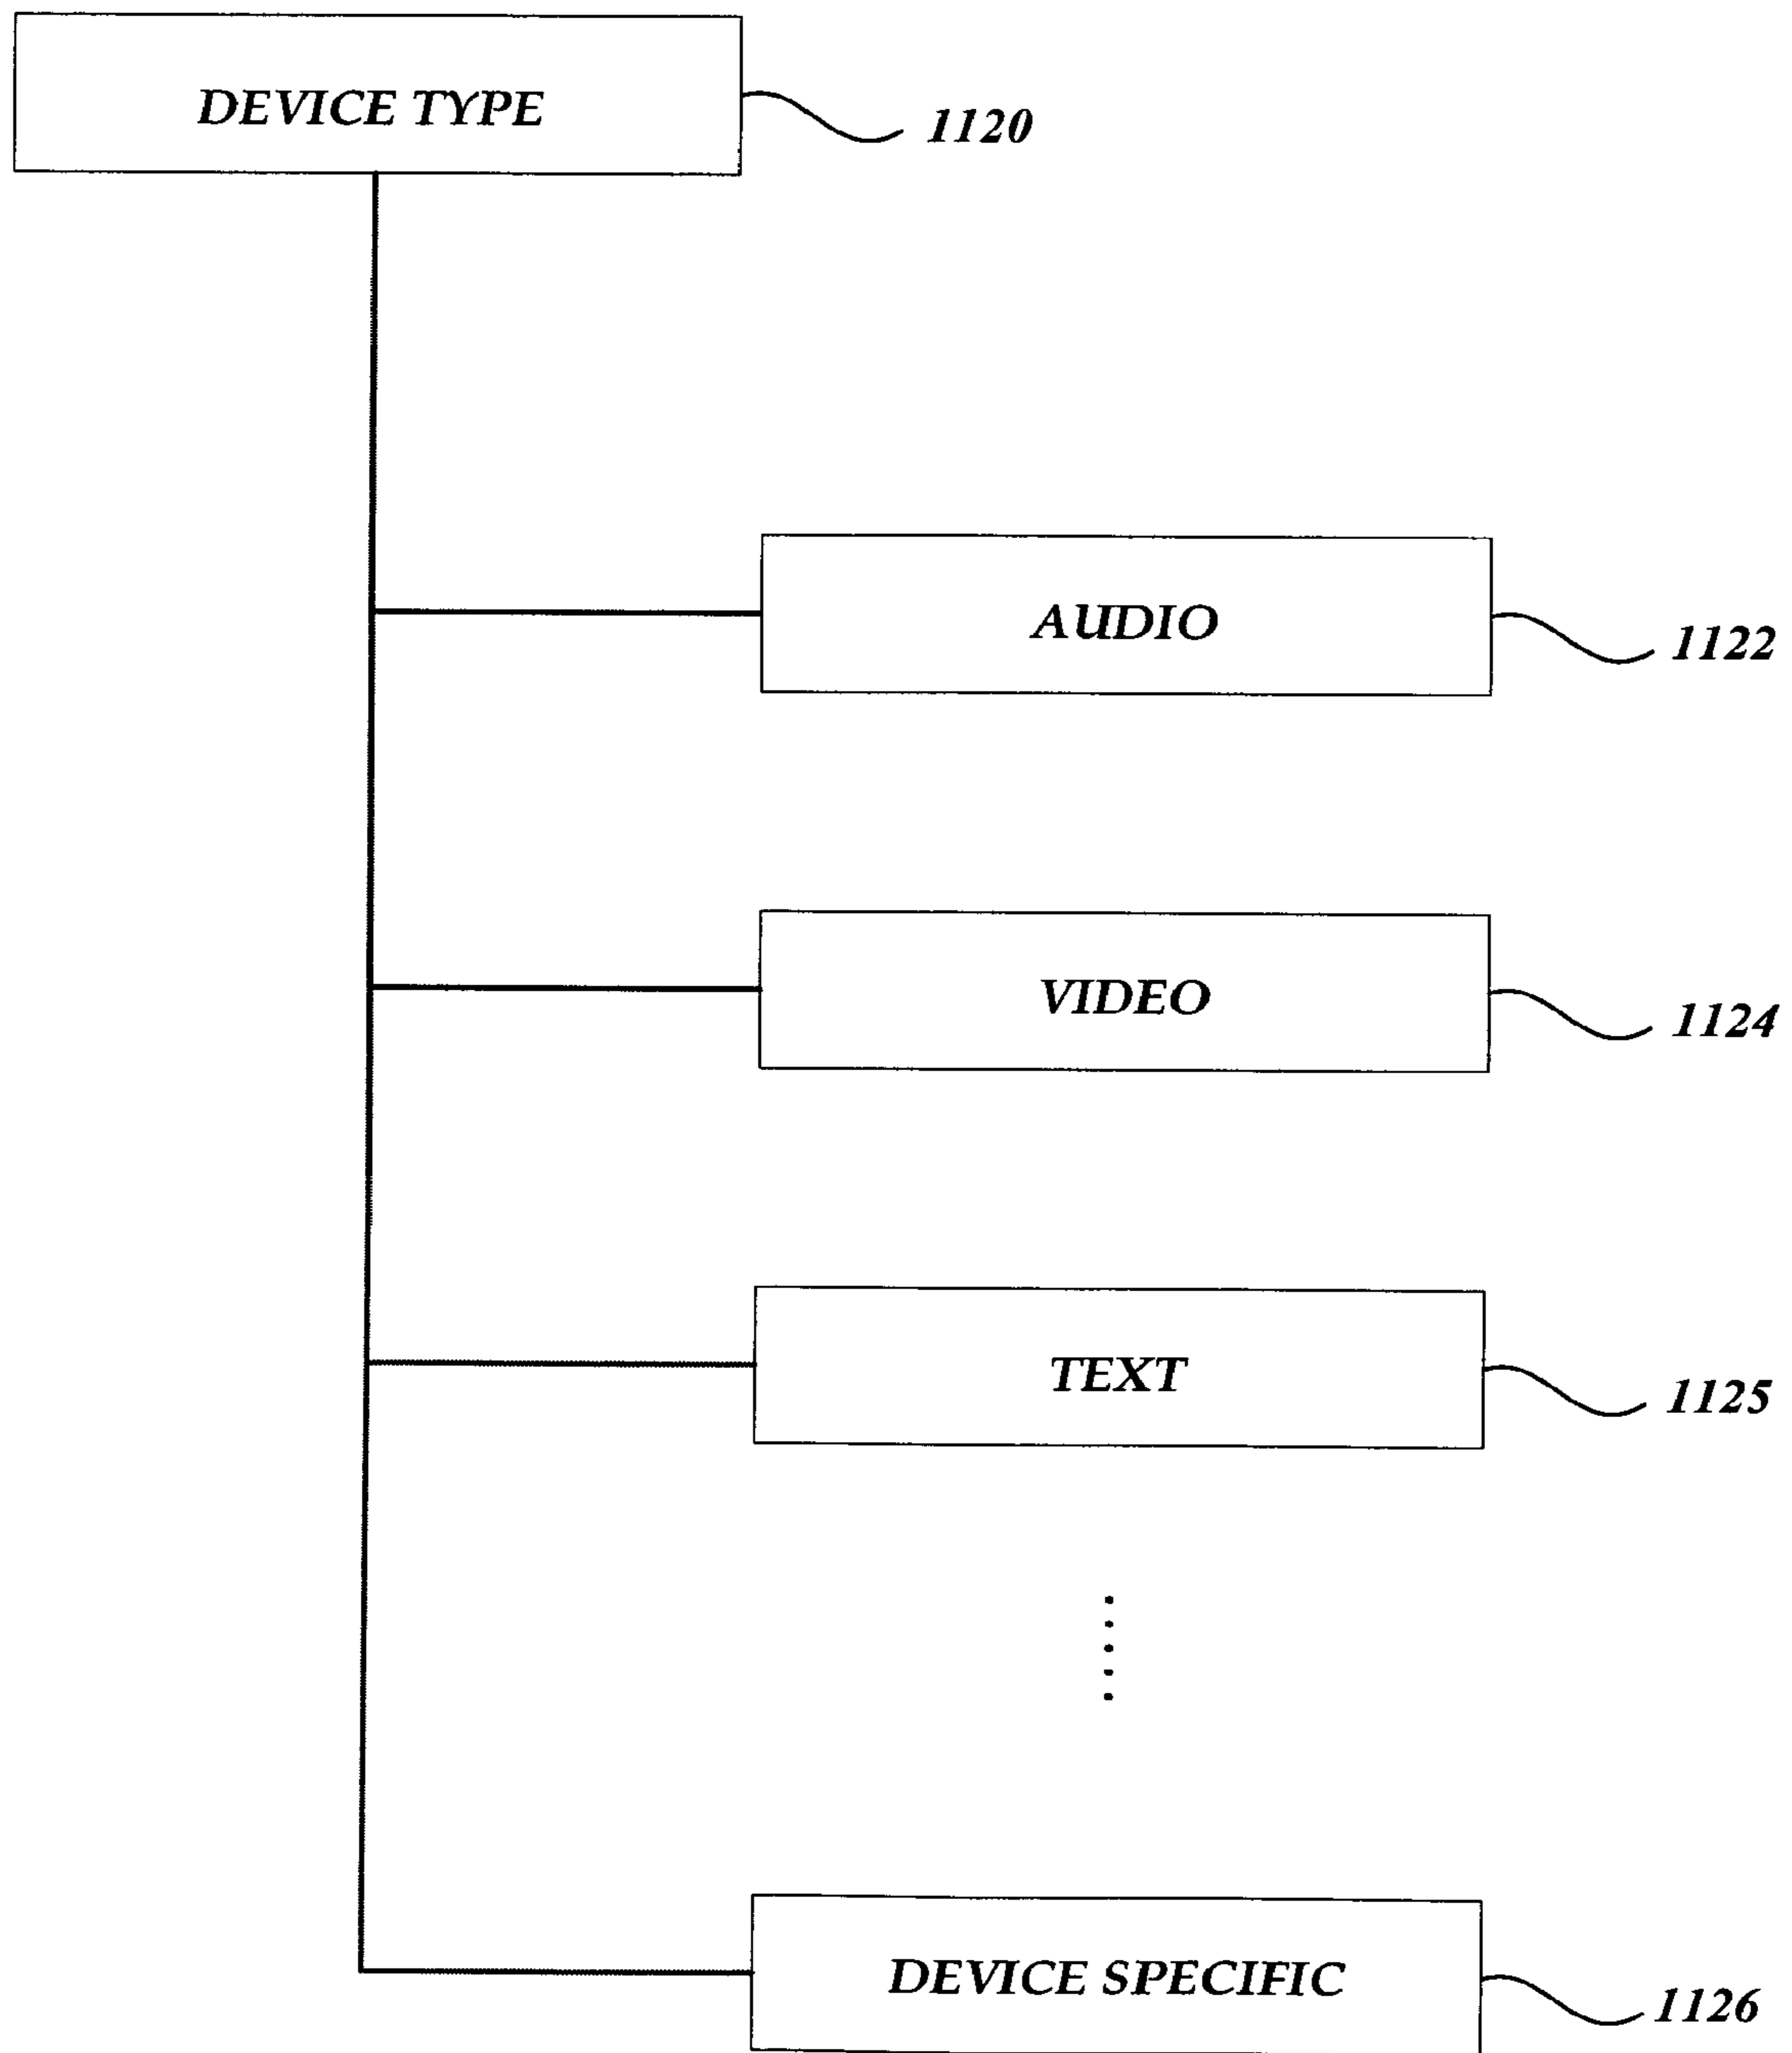 DEVICE TYPE
1120
AUDIO
1122
VIDEO
1124
TEXT
1125
DEVICE SPECIFIC
1126